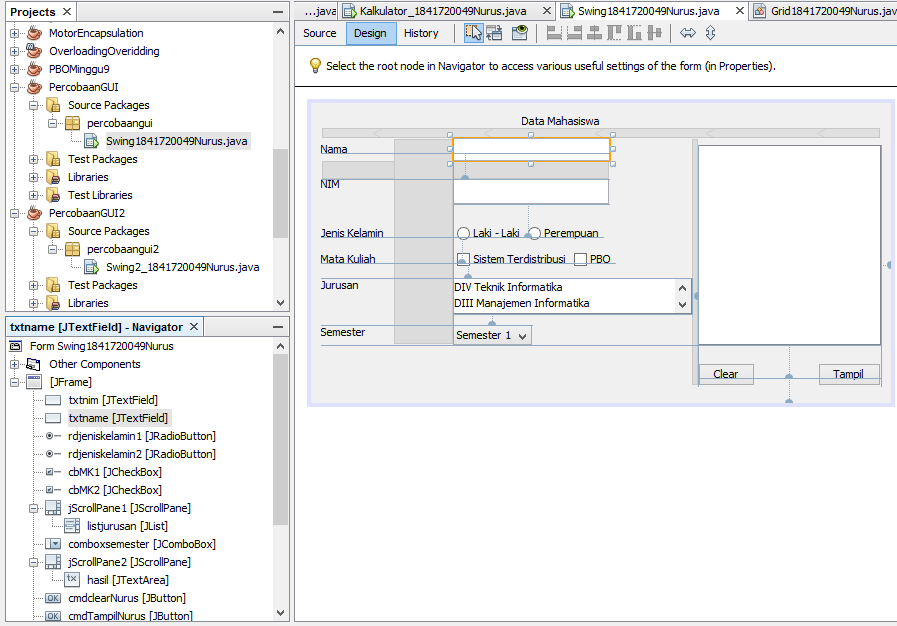 Projects
MotorEncapsulation
OverloadingOveridding
PBOMinggu9
PercobaanGUI
Source Packages
percobaangui
Swing1841720049Nurus.java
Test Packages
Libraries
Test Libraries
PercobaanGUI2
Source Packages
percobaangui2
Swing2_1841720049Nurus.java
Test Packages
Libraries
txtname [JTextField] - Navigator
Form Swing1841720049Nurus
Other Components
[JFrame]
txtnim [JTextField]
txtname [JTextField]
rdjeniskelamin1 [JRadioButton]
rdjeniskelamin2 [JRadioButton]
cbMK1 [JCheckBox]
cbMK2 [JCheckBox]
jScrollPane1 [JScrollPane]
listjurusan [JList]
comboxsemester [JComboBox]
jScrollPane2 [JScrollPane]
hasil [JTextArea]
cmdclearNurus [JButton]
cmdTampilNurus [JButton]
...java Kalkulator_1841720049Nurus.java Swing1841720049Nurus.java Grid1841720049Nurus.jav
Source Design History
Select the root node in Navigator to access various useful settings of the form (in Properties).
Data Mahasiswa
Nama
NIM
Jenis Kelamin Laki - Laki Perempuan
Mata Kuliah Sistem Terdistribusi PBO
Jurusan DIV Teknik Informatika
DIII Manajemen Informatika
Semester Semester 1
Clear Tampil